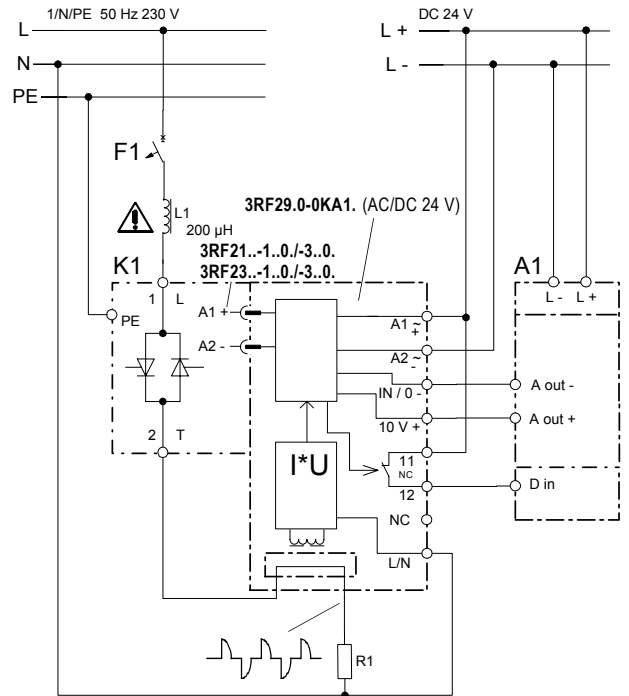 1/N/PE 50 Hz 230 V
L
N
PE
DC 24 V
L +
L -
F1
L1
200 µH
3RF29.0-0KA1. (AC/DC 24 V)
3RF21..-1..0./-3..0.
3RF23..-1..0./-3..0.
K1
A1
1 L
PE
2 T
A1 +
A2 -
A1 ~
+
A2 ~
-
IN / 0 -
10 V +
11
NC
12
NC
L/N
I*U
L - L +
A out -
A out +
D in
R1